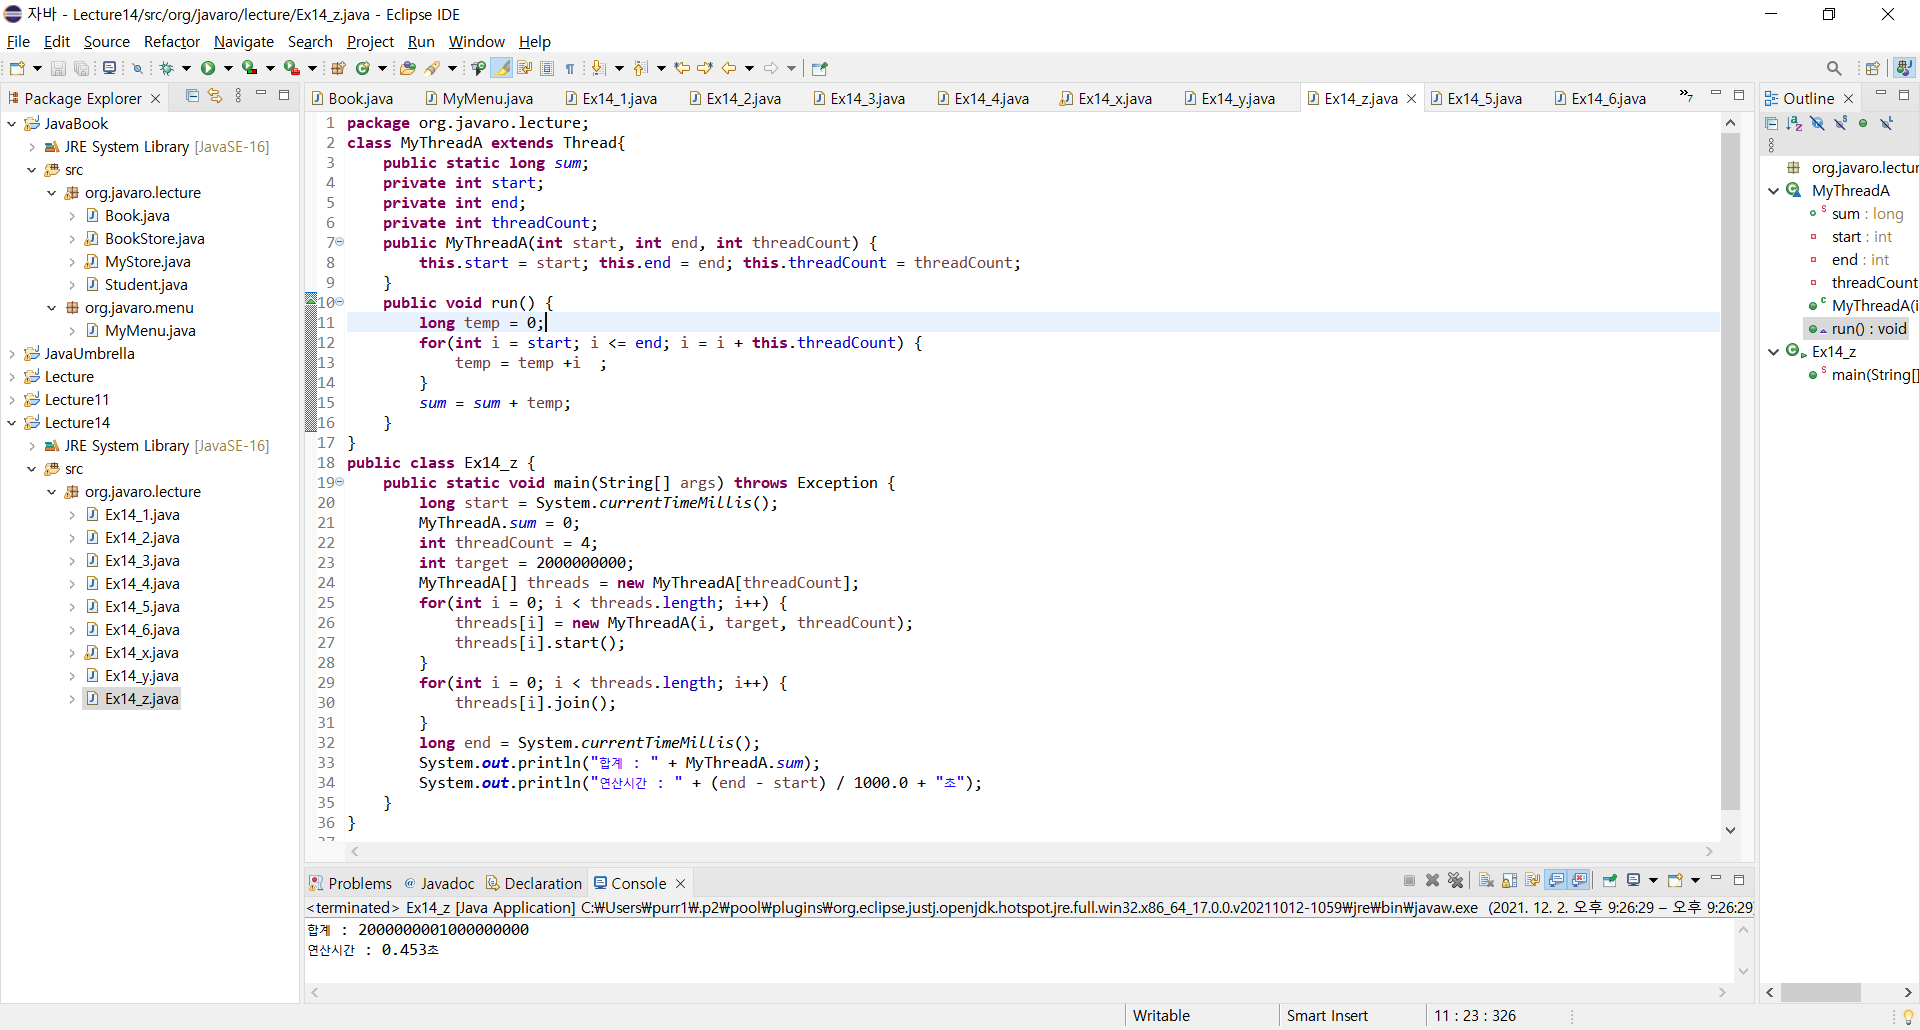 자바 - Lecture14/src/org/javaro/lecture/Ex14_z.java - Eclipse IDE
File Edit Source Refactor Navigate Search Project Run Window Help
Package Explorer
JavaBook
JRE System Library [JavaSE-16]
src
org.javaro.lecture
Book.java
BookStore.java
MyStore.java
Student.java
org.javaro.menu
MyMenu.java
JavaUmbrella
Lecture
Lecture11
Lecture14
JRE System Library [JavaSE-16]
src
org.javaro.lecture
Ex14_1.java
Ex14_2.java
Ex14_3.java
Ex14_4.java
Ex14_5.java
Ex14_6.java
Ex14_x.java
Ex14_y.java
Ex14_z.java
Book.java MyMenu.java Ex14_1.java Ex14_2.java Ex14_3.java Ex14_4.java Ex14_x.java Ex14_y.java Ex14_z.java Ex14_5.java Ex14_6.java »7
1 package org.javaro.lecture;
2 class MyThreadA extends Thread{
3 public static long sum;
4 private int start;
5 private int end;
6 private int threadCount;
7 public MyThreadA(int start, int end, int threadCount) {
8 this.start = start; this.end = end; this.threadCount = threadCount;
9 }
10 public void run() {
11 long temp = 0;
12 for(int i = start; i <= end; i = i + this.threadCount) {
13 temp = temp +i  ;
14 }
15 sum = sum + temp;
16 }
17 }
18 public class Ex14_z {
19 public static void main(String[] args) throws Exception {
20 long start = System.currentTimeMillis();
21 MyThreadA.sum = 0;
22 int threadCount = 4;
23 int target = 2000000000;
24 MyThreadA[] threads = new MyThreadA[threadCount];
25 for(int i = 0; i < threads.length; i++) {
26 threads[i] = new MyThreadA(i, target, threadCount);
27 threads[i].start();
28 }
29 for(int i = 0; i < threads.length; i++) {
30 threads[i].join();
31 }
32 long end = System.currentTimeMillis();
33 System.out.println("합계 : " + MyThreadA.sum);
34 System.out.println("연산시간 : " + (end - start) / 1000.0 + "초");
35 }
36 }
37
Outline
org.javaro.lectur
MyThreadA
sum : long
start : int
end : int
threadCount
MyThreadA(i
run() : void
Ex14_z
main(String[]
Problems @ Javadoc Declaration Console
<terminated> Ex14_z [Java Application] C:₩Users₩purr1₩.p2₩pool₩plugins₩org.eclipse.justj.openjdk.hotspot.jre.full.win32.x86_64_17.0.0.v20211012-1059₩jre₩bin₩javaw.exe (2021. 12. 2. 오후 9:26:29 – 오후 9:26:29)
합계 : 2000000001000000000
연산시간 : 0.453초
Writable Smart Insert 11 : 23 : 326